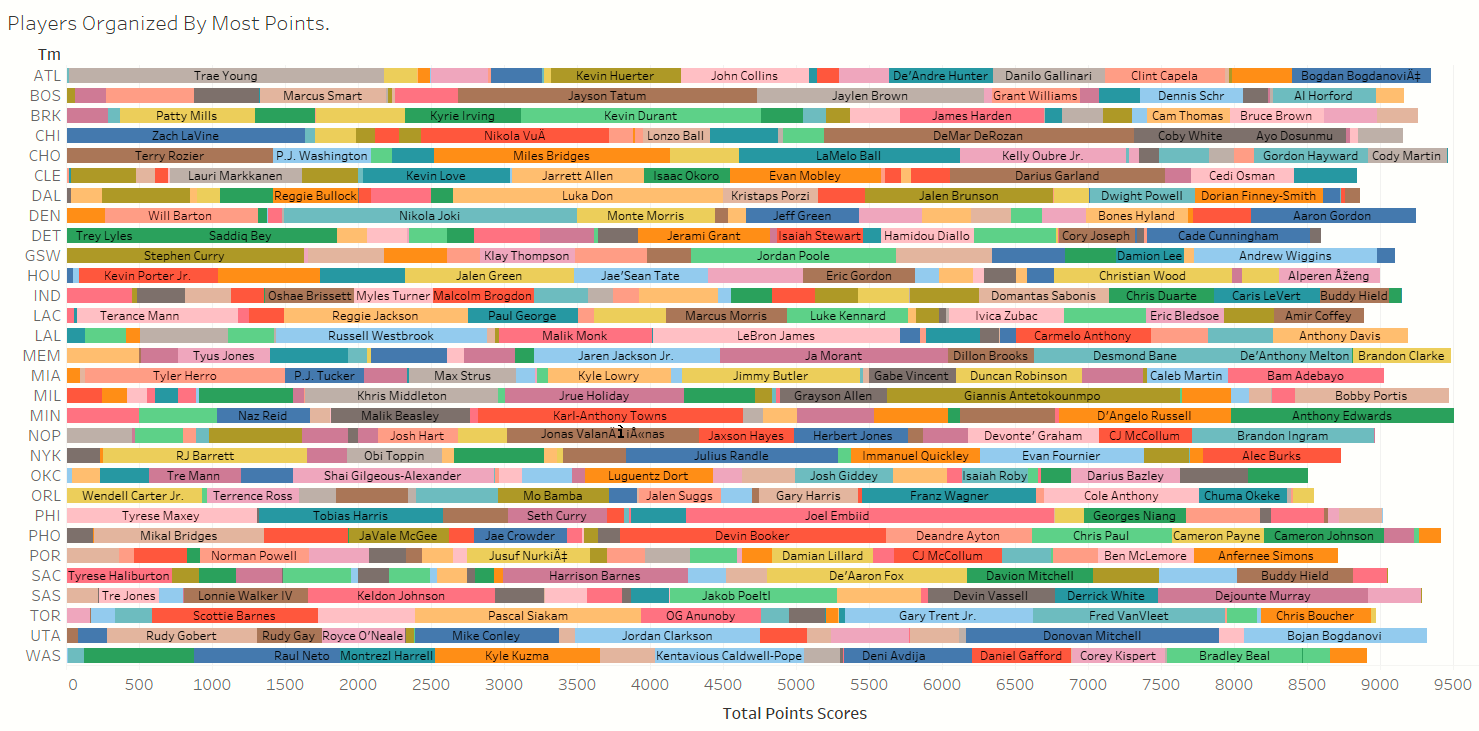 Players Organized By Most Points.
Tm
ATL Trae Young Kevin Huerter John Collins De'Andre Hunter Danilo Gallinari Clint Capela Bogdan BogdanoviÄ‡
BOS Marcus Smart Jayson Tatum Jaylen Brown Grant Williams Dennis Schr Al Horford
BRK Patty Mills Kyrie Irving Kevin Durant James Harden Cam Thomas Bruce Brown
CHI Zach LaVine Nikola VuÄ Lonzo Ball DeMar DeRozan Coby White Ayo Dosunmu
CHO Terry Rozier P.J. Washington Miles Bridges LaMelo Ball Kelly Oubre Jr. Gordon Hayward Cody Martin
CLE Lauri Markkanen Kevin Love Jarrett Allen Isaac Okoro Evan Mobley Darius Garland Cedi Osman
DAL Reggie Bullock Luka Don Kristaps Porzi Jalen Brunson Dwight Powell Dorian Finney-Smith
DEN Will Barton Nikola Joki Monte Morris Jeff Green Bones Hyland Aaron Gordon
DET Trey Lyles Saddiq Bey Jerami Grant Isaiah Stewart Hamidou Diallo Cory Joseph Cade Cunningham
GSW Stephen Curry Klay Thompson Jordan Poole Damion Lee Andrew Wiggins
HOU Kevin Porter Jr. Jalen Green Jae'Sean Tate Eric Gordon Christian Wood Alperen Åženg
IND Oshae Brissett Myles Turner Malcolm Brogdon Domantas Sabonis Chris Duarte Caris LeVert Buddy Hield
LAC Terance Mann Reggie Jackson Paul George Marcus Morris Luke Kennard Ivica Zubac Eric Bledsoe Amir Coffey
LAL Russell Westbrook Malik Monk LeBron James Carmelo Anthony Anthony Davis
MEM Tyus Jones Jaren Jackson Jr. Ja Morant Dillon Brooks Desmond Bane De'Anthony Melton Brandon Clarke
MIA Tyler Herro P.J. Tucker Max Strus Kyle Lowry Jimmy Butler Gabe Vincent Duncan Robinson Caleb Martin Bam Adebayo
MIL Khris Middleton Jrue Holiday Grayson Allen Giannis Antetokounmpo Bobby Portis
MIN Naz Reid Malik Beasley Karl-Anthony Towns D'Angelo Russell Anthony Edwards
NOP Josh Hart Jonas Jaxson Hayes Herbert Jones Devonte' Graham CJ McCollum Brandon Ingram
NYK RJ Barrett Obi Toppin Julius Randle Immanuel Quickley Evan Fournier Alec Burks
OKC Tre Mann Shai Gilgeous-Alexander Luguentz Dort Josh Giddey Isaiah Roby Darius Bazley
ORL Wendell Carter Jr. Terrence Ross Mo Bamba Jalen Suggs Gary Harris Franz Wagner Cole Anthony Chuma Okeke
PHI Tyrese Maxey Tobias Harris Seth Curry Joel Embiid Georges Niang
PHO Mikal Bridges JaVale McGee Jae Crowder Devin Booker Deandre Ayton Chris Paul Cameron Payne Cameron Johnson
POR Norman Powell Jusuf NurkiÄ‡ Damian Lillard CJ McCollum Ben McLemore Anfernee Simons
SAC Tyrese Haliburton Harrison Barnes De'Aaron Fox Davion Mitchell Buddy Hield
SAS Tre Jones Lonnie Walker IV Keldon Johnson Jakob Poeltl Devin Vassell Derrick White Dejounte Murray
TOR Scottie Barnes Pascal Siakam OG Anunoby Gary Trent Jr. Fred VanVleet Chris Boucher
UTA Rudy Gobert Rudy Gay Royce O'Neale Mike Conley Jordan Clarkson Donovan Mitchell Bojan Bogdanovi
WAS Raul Neto Montrezl Harrell Kyle Kuzma Kentavious Caldwell-Pope Deni Avdija Daniel Gafford Corey Kispert Bradley Beal
0 500 1000 1500 2000 2500 3000 3500 4000 4500 5000 5500 6000 6500 7000 7500 8000 8500 9000 9500
Total Points Scores